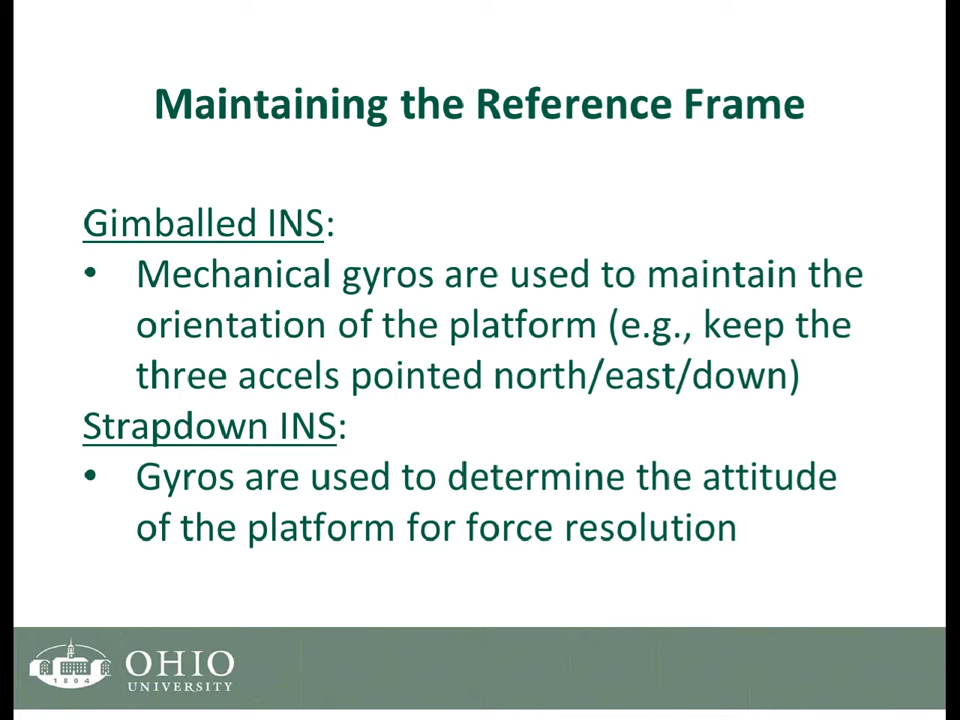 Maintaining the Reference Frame
Gimballed INS:
• Mechanical gyros are used to maintain the
orientation of the platform (e.g., keep the
three accels pointed north/east/down)
Strapdown INS:
• Gyros are used to determine the attitude
of the platform for force resolution
1804
OHIO
UNIVERSITY